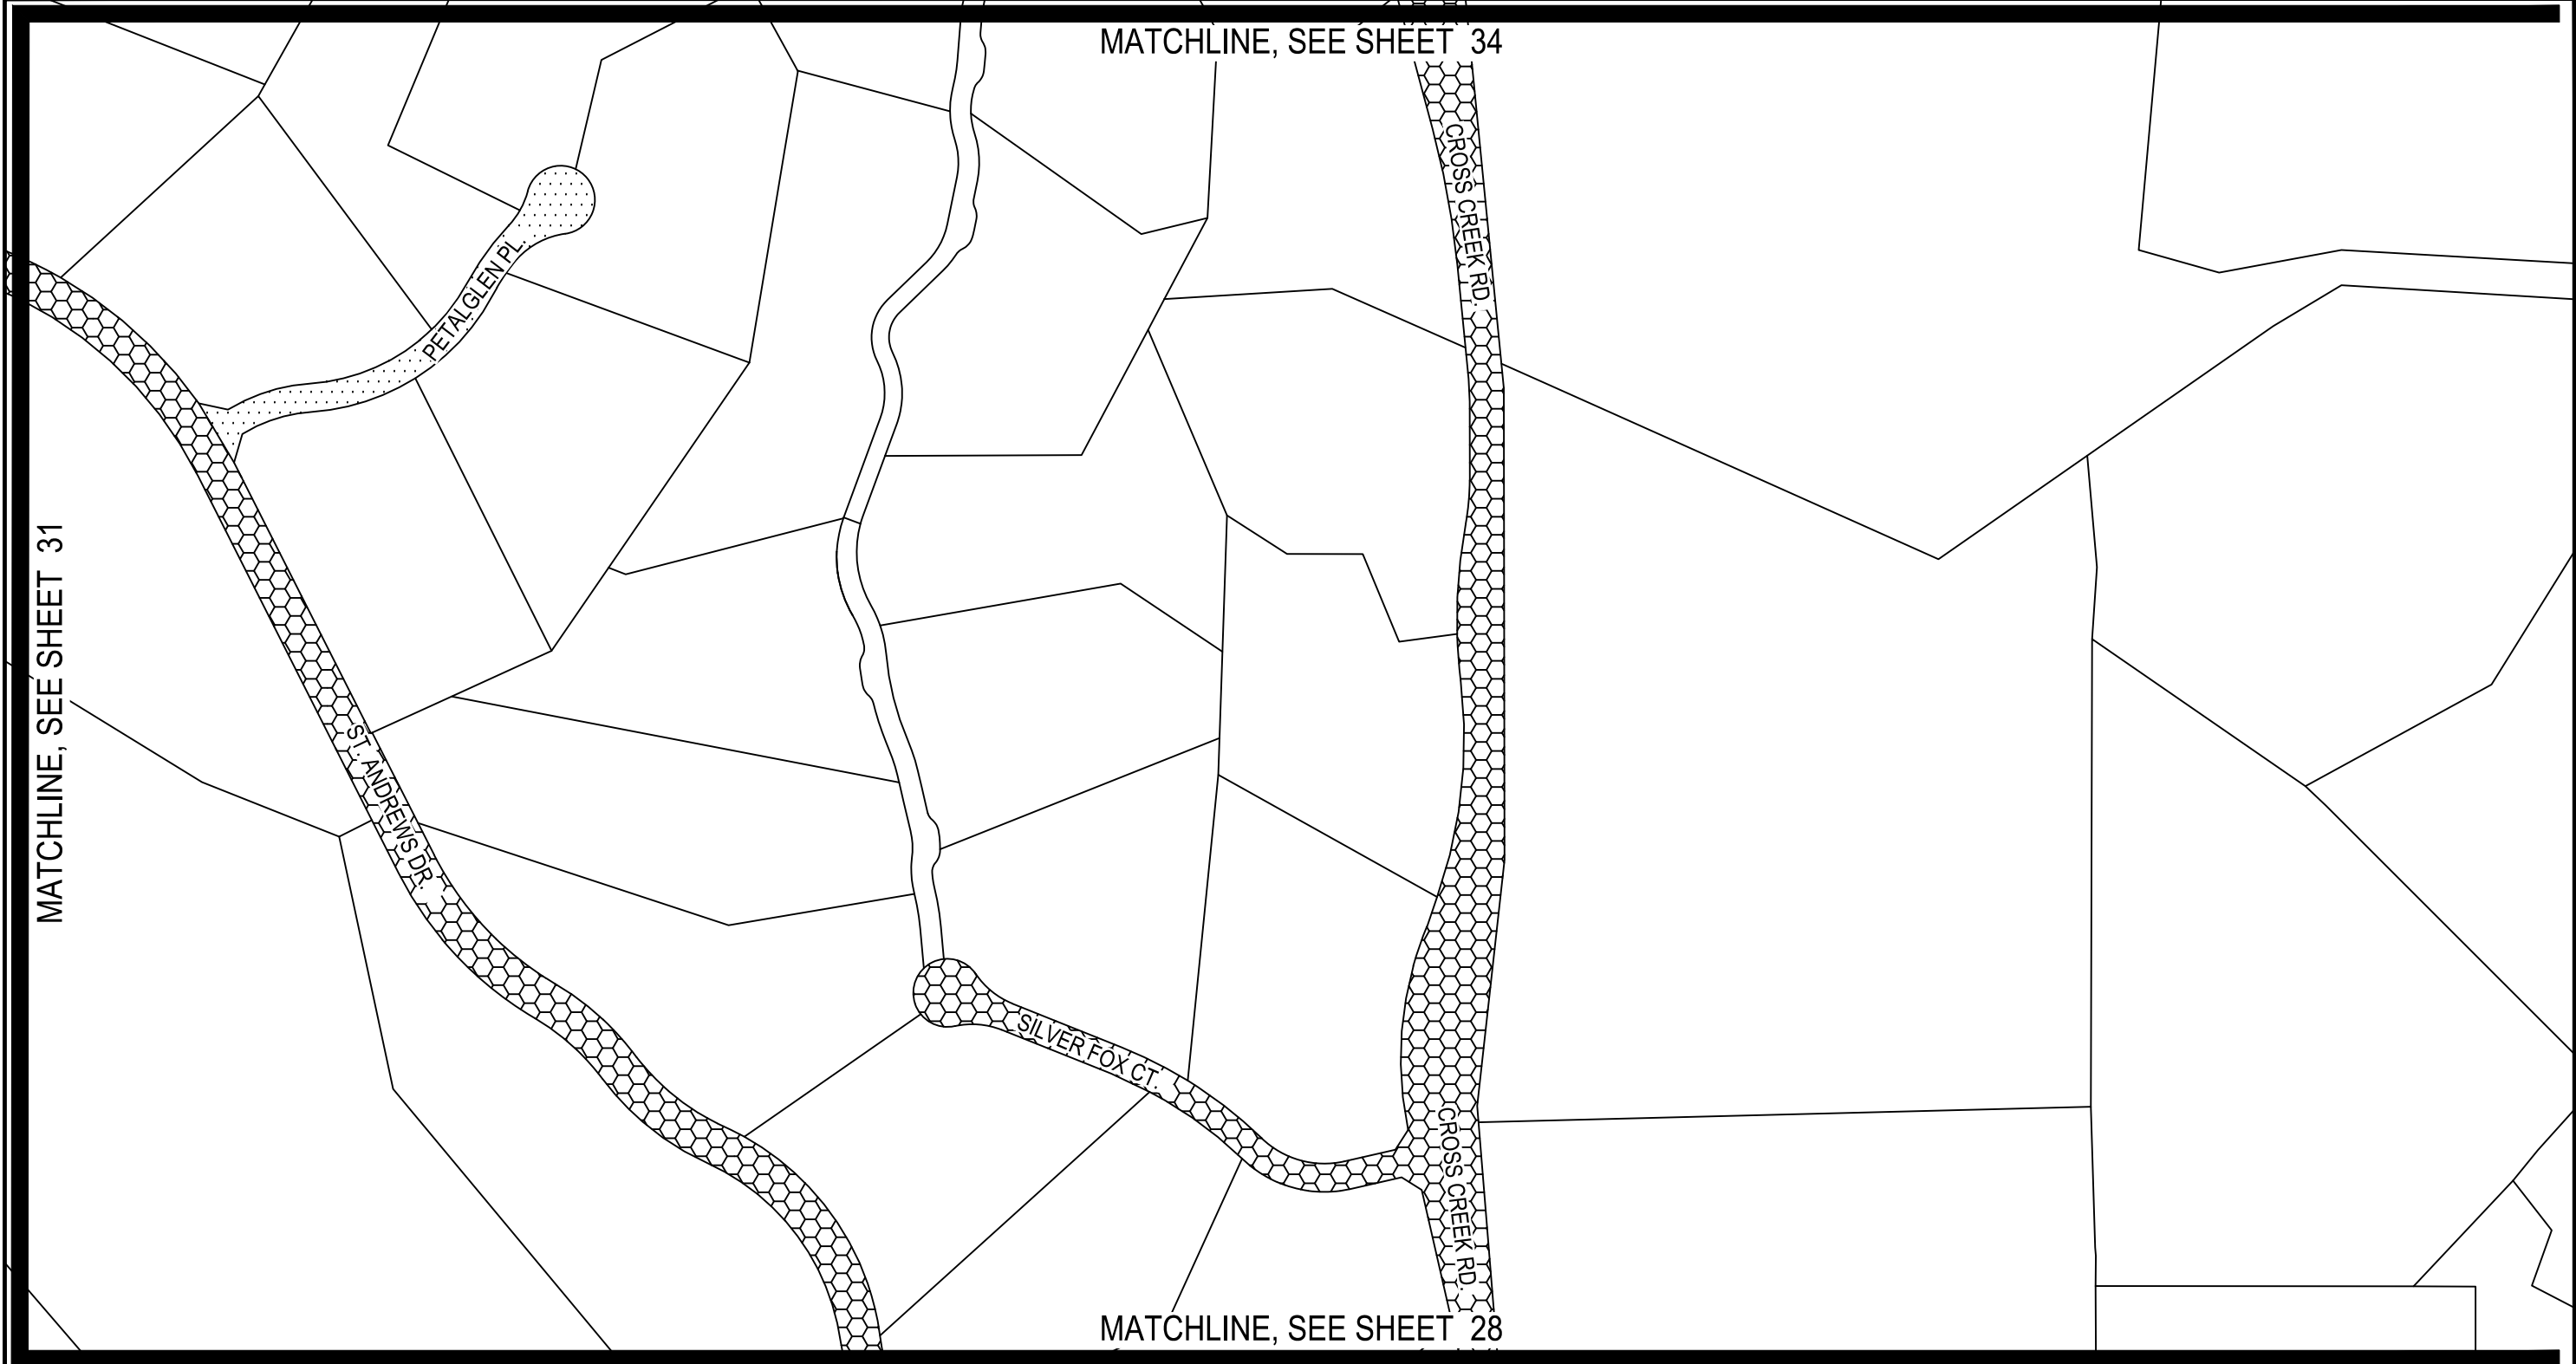 MATCHLINE, SEE SHEET 34
CROSS CREEK RD.
PETALGLEN PL.
MATCHLINE, SEE SHEET 31
ST. ANDREWS DR.
SILVER FOX CT.
CROSS CREEK RD.
MATCHLINE, SEE SHEET 28